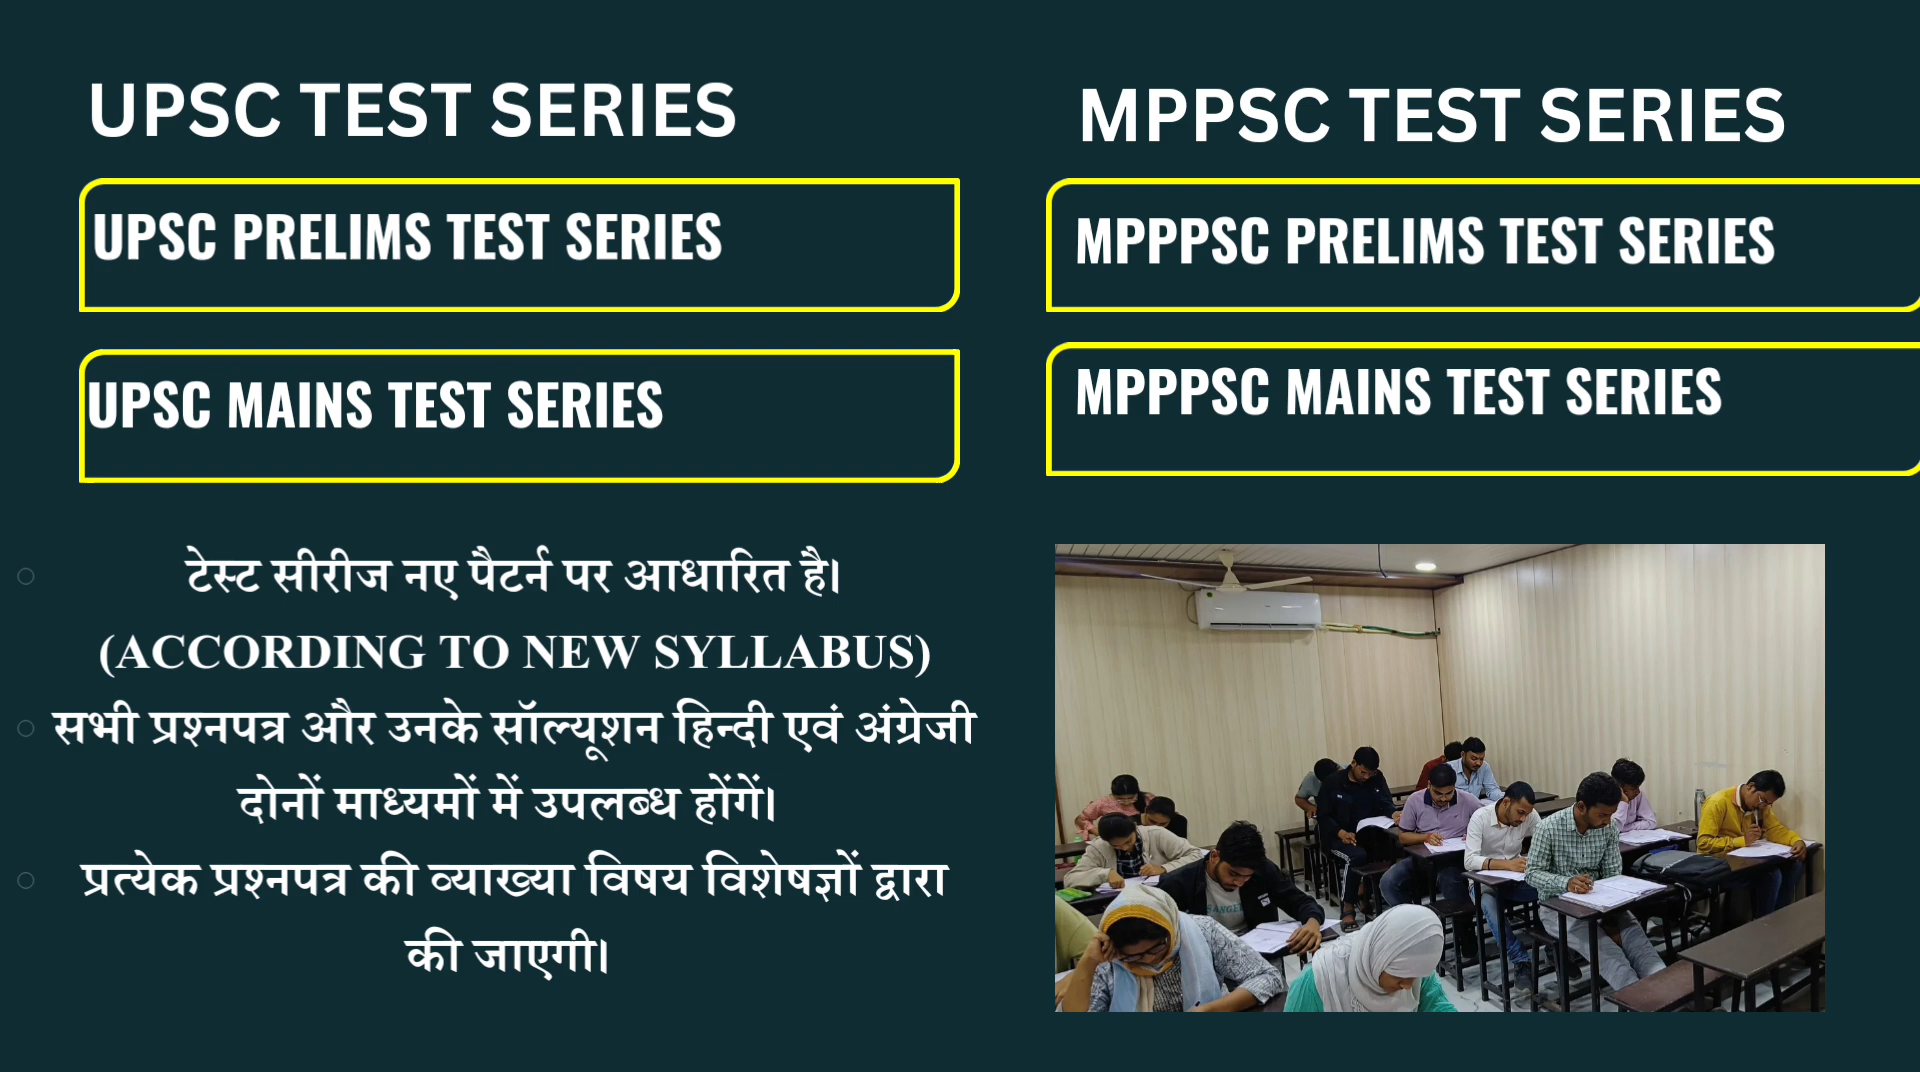 UPSC TEST SERIES
UPSC PRELIMS TEST SERIES
UPSC MAINS TEST SERIES
MPPSC TEST SERIES
MPPPSC PRELIMS TEST SERIES
MPPPSC MAINS TEST SERIES
टेस्ट सीरीज नए पैटर्न पर आधारित है।
(ACCORDING TO NEW SYLLABUS)
सभी प्रश्नपत्र और उनके सॉल्यूशन हिन्दी एवं अंग्रेजी
दोनों माध्यमों में उपलब्ध होंगें।
प्रत्येक प्रश्नपत्र की व्याख्या विषय विशेषज्ञों द्वारा
की जाएगी।